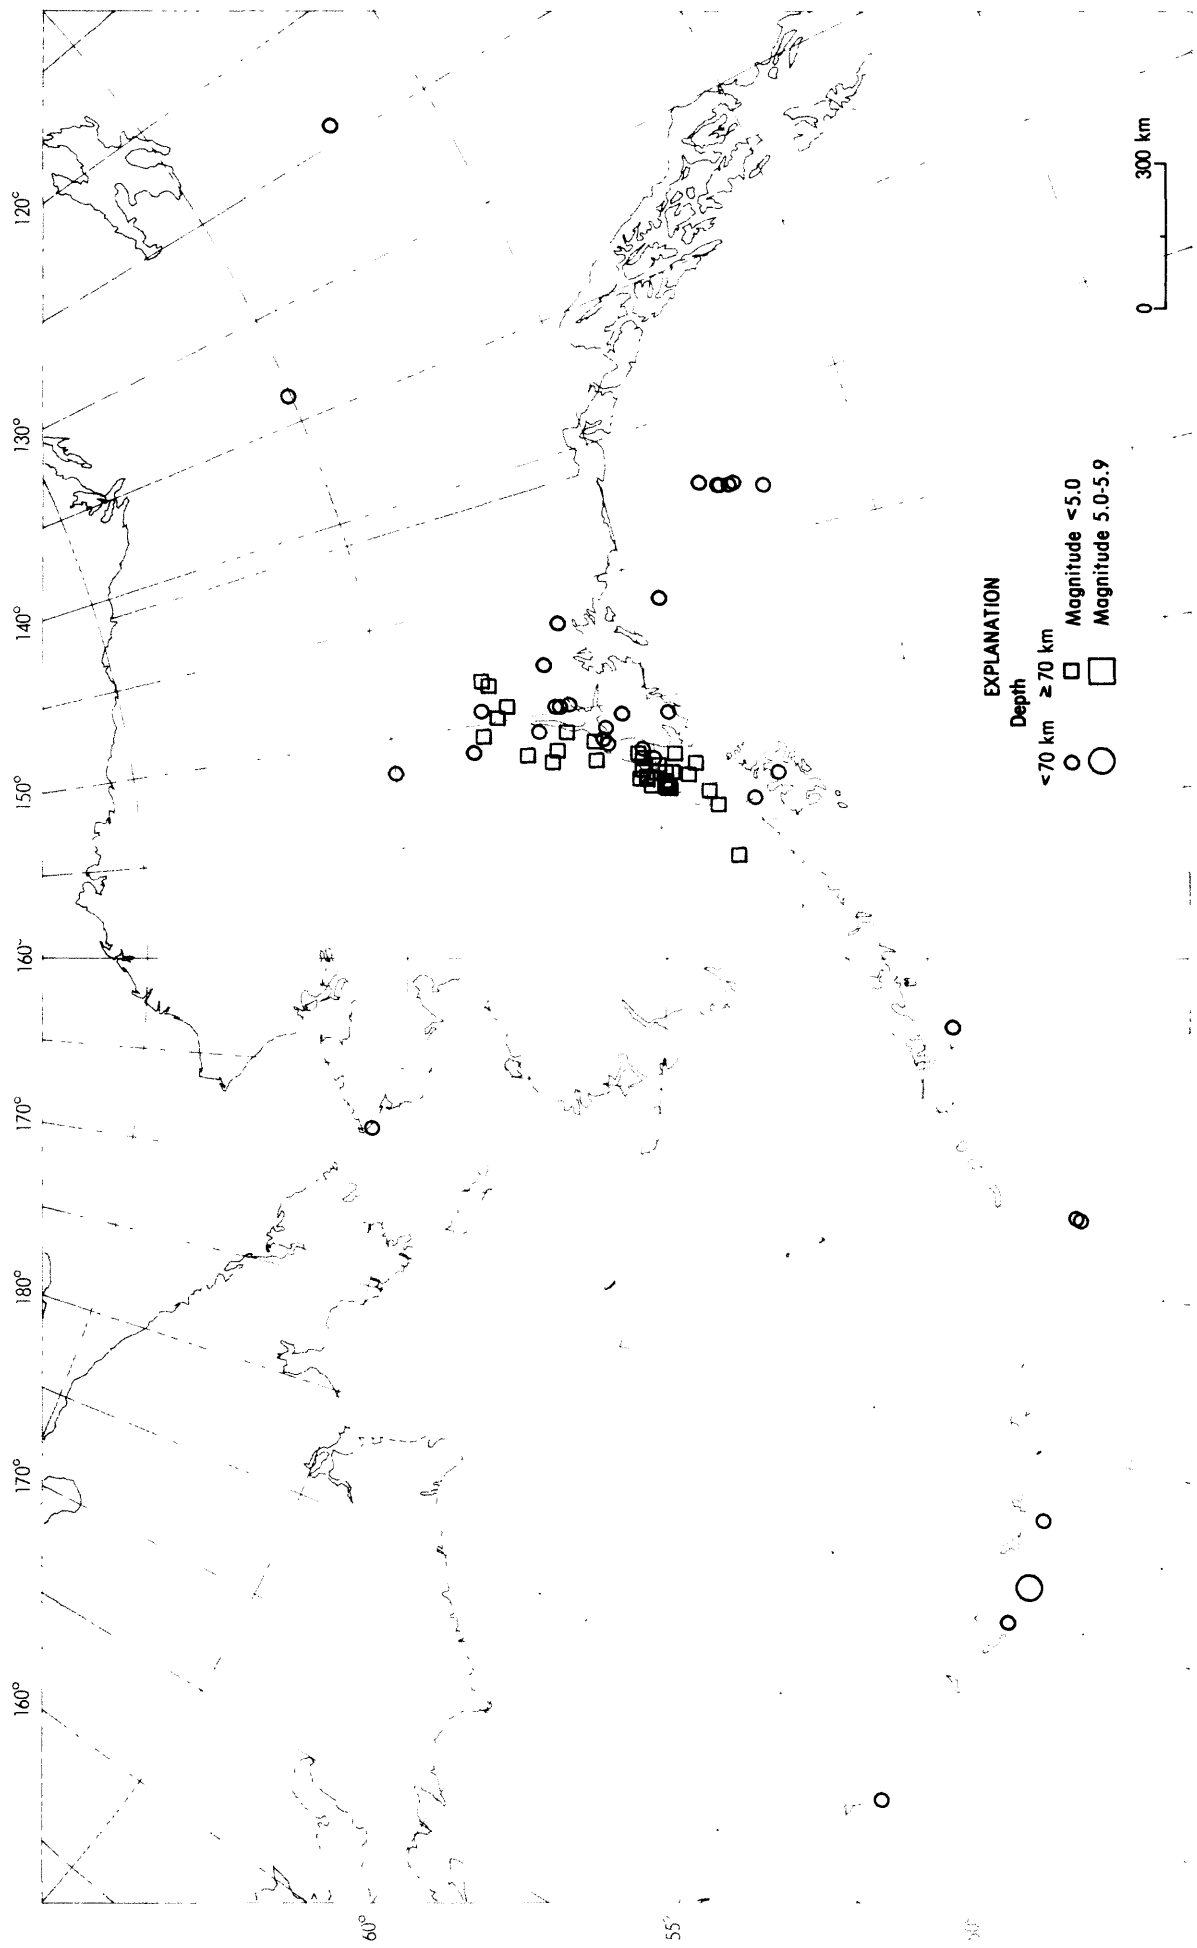 160° 170° 180° 170° 160° 150° 140° 130° 120°
60°
55°
50°
EXPLANATION
Depth
<70 km ≥70 km
Magnitude <5.0
Magnitude 5.0-5.9
0 300 km